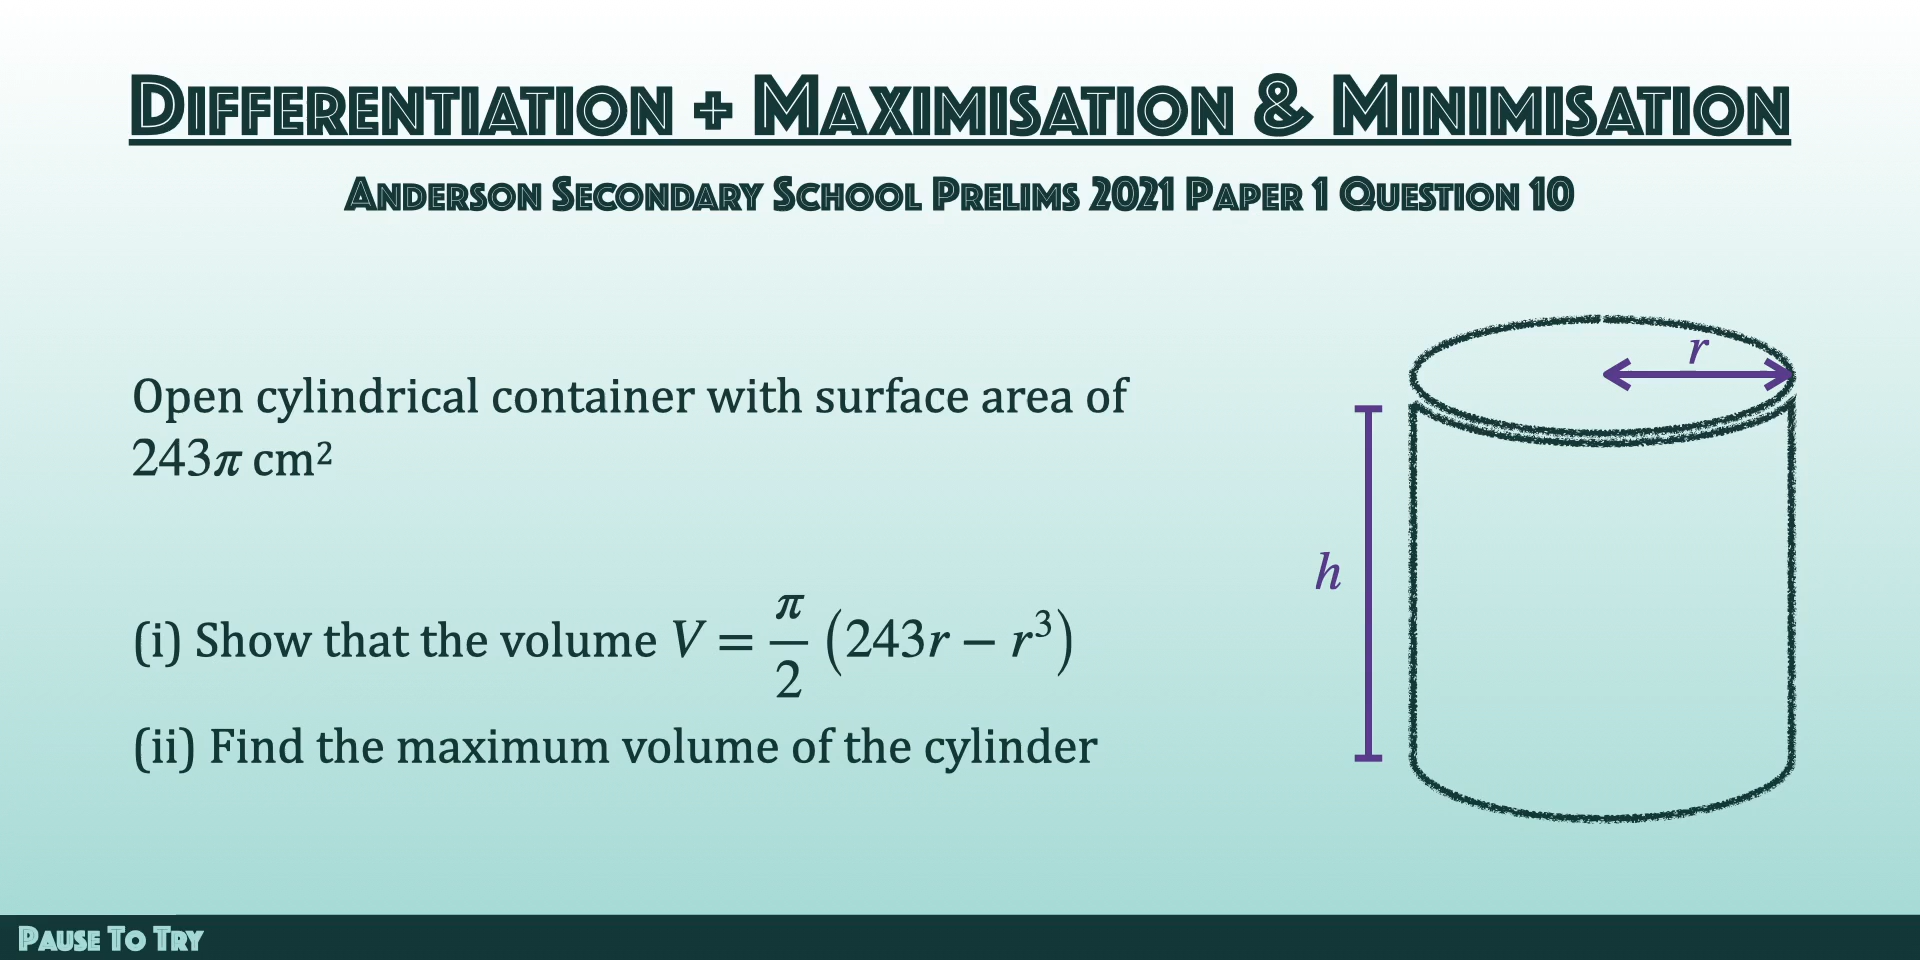 Differentiation + Maximisation & Minimisation
Anderson Secondary School Prelims 2021 Paper 1 Question 10
Open cylindrical container with surface area of
243π cm²
(i) Show that the volume V = π/2 (243r − r³)
(ii) Find the maximum volume of the cylinder
r
h
Pause To Try